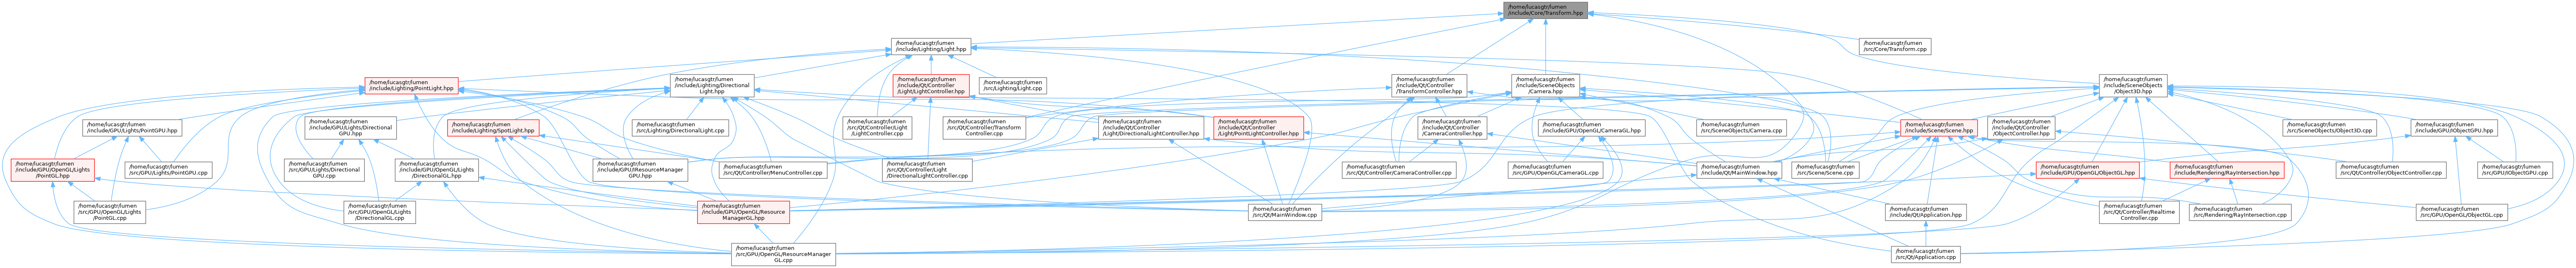 /home/lucasgtr/lumen
/include/Core/Transform.hpp
/home/lucasgtr/lumen
/include/Lighting/Light.hpp
/home/lucasgtr/lumen
/src/Core/Transform.cpp
/home/lucasgtr/lumen
/include/Lighting/PointLight.hpp
/home/lucasgtr/lumen
/include/Lighting/Directional
Light.hpp
/home/lucasgtr/lumen
/include/Qt/Controller
/Light/LightController.hpp
/home/lucasgtr/lumen
/src/Lighting/Light.cpp
/home/lucasgtr/lumen
/include/Qt/Controller
/TransformController.hpp
/home/lucasgtr/lumen
/include/SceneObjects
/Camera.hpp
/home/lucasgtr/lumen
/include/SceneObjects
/Object3D.hpp
/home/lucasgtr/lumen
/include/GPU/Lights/PointGPU.hpp
/home/lucasgtr/lumen
/include/GPU/Lights/Directional
GPU.hpp
/home/lucasgtr/lumen
/include/Lighting/SpotLight.hpp
/home/lucasgtr/lumen
/src/Lighting/DirectionalLight.cpp
/home/lucasgtr/lumen
/src/Qt/Controller/Light
/LightController.cpp
/home/lucasgtr/lumen
/src/Qt/Controller/Transform
Controller.cpp
/home/lucasgtr/lumen
/include/Qt/Controller
/Light/DirectionalLightController.hpp
/home/lucasgtr/lumen
/include/Qt/Controller
/Light/PointLightController.hpp
/home/lucasgtr/lumen
/include/Qt/Controller
/CameraController.hpp
/home/lucasgtr/lumen
/include/GPU/OpenGL/CameraGL.hpp
/home/lucasgtr/lumen
/src/SceneObjects/Camera.cpp
/home/lucasgtr/lumen
/include/Scene/Scene.hpp
/home/lucasgtr/lumen
/include/Qt/Controller
/ObjectController.hpp
/home/lucasgtr/lumen
/src/SceneObjects/Object3D.cpp
/home/lucasgtr/lumen
/include/GPU/IObjectGPU.hpp
/home/lucasgtr/lumen
/include/GPU/OpenGL/Lights
/PointGL.hpp
/home/lucasgtr/lumen
/src/GPU/Lights/PointGPU.cpp
/home/lucasgtr/lumen
/src/GPU/Lights/Directional
GPU.cpp
/home/lucasgtr/lumen
/include/GPU/OpenGL/Lights
/DirectionalGL.hpp
/home/lucasgtr/lumen
/include/GPU/IResourceManager
GPU.hpp
/home/lucasgtr/lumen
/src/Qt/Controller/MenuController.cpp
/home/lucasgtr/lumen
/src/Qt/Controller/Light
/DirectionalLightController.cpp
/home/lucasgtr/lumen
/src/Qt/Controller/CameraController.cpp
/home/lucasgtr/lumen
/src/GPU/OpenGL/CameraGL.cpp
/home/lucasgtr/lumen
/include/Qt/MainWindow.hpp
/home/lucasgtr/lumen
/src/Scene/Scene.cpp
/home/lucasgtr/lumen
/include/GPU/OpenGL/ObjectGL.hpp
/home/lucasgtr/lumen
/include/Rendering/RayIntersection.hpp
/home/lucasgtr/lumen
/src/Qt/Controller/ObjectController.cpp
/home/lucasgtr/lumen
/src/GPU/IObjectGPU.cpp
/home/lucasgtr/lumen
/src/GPU/OpenGL/Lights
/PointGL.cpp
/home/lucasgtr/lumen
/src/GPU/OpenGL/Lights
/DirectionalGL.cpp
/home/lucasgtr/lumen
/include/GPU/OpenGL/Resource
ManagerGL.hpp
/home/lucasgtr/lumen
/src/Qt/MainWindow.cpp
/home/lucasgtr/lumen
/include/Qt/Application.hpp
/home/lucasgtr/lumen
/src/Qt/Controller/Realtime
Controller.cpp
/home/lucasgtr/lumen
/src/Rendering/RayIntersection.cpp
/home/lucasgtr/lumen
/src/GPU/OpenGL/ObjectGL.cpp
/home/lucasgtr/lumen
/src/GPU/OpenGL/ResourceManager
GL.cpp
/home/lucasgtr/lumen
/src/Qt/Application.cpp